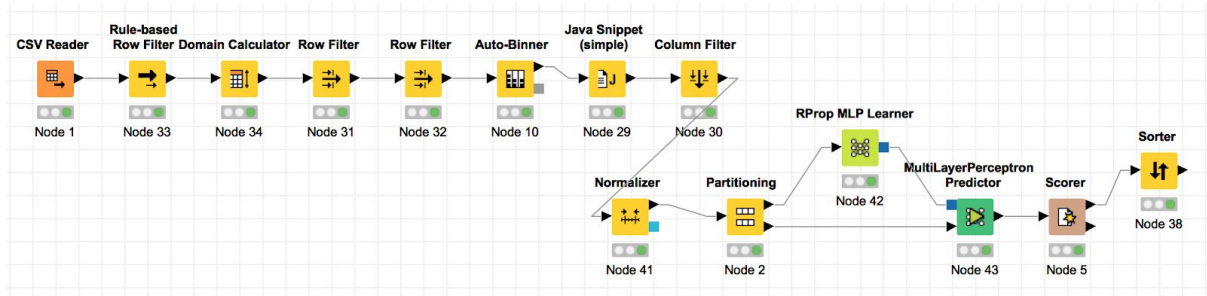 CSV Reader
Node 1
Rule-based
Row Filter
Node 33
Domain Calculator
Node 34
Row Filter
Node 31
Row Filter
Node 32
Auto-Binner
Node 10
Java Snippet
(simple)
J
Node 29
Column Filter
Node 30
Normalizer
Node 41
Partitioning
Node 2
RProp MLP Learner
Node 42
MultiLayerPerceptron
Predictor
Node 43
Scorer
Node 5
Sorter
Node 38